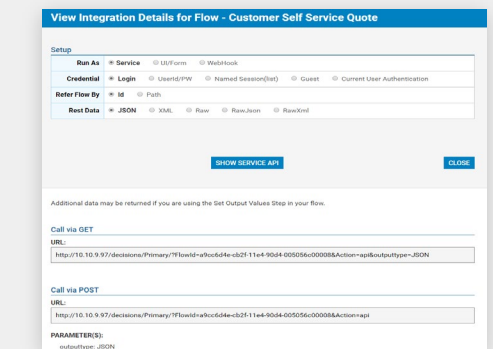 View Integration Details for Flow - Customer Self Service Quote
Setup
Run As Service UI/Form WebHook
Credential Login UserId/PW Named Session(list) Guest Current User Authentication
Refer Flow By Id Path
Rest Data JSON XML Raw RawJson RawXml
SHOW SERVICE API CLOSE
Additional data may be returned if you are using the Set Output Values Step in your flow.
Call via GET
URL:
http://10.10.9.97/decisions/Primary/?FlowId=a9cc6d4e-cb2f-11e4-90d4-005056c00008&Action=api&outputtype=JSON
Call via POST
URL:
http://10.10.9.97/decisions/Primary/?FlowId=a9cc6d4e-cb2f-11e4-90d4-005056c00008&Action=api
PARAMETER(S):
outputtype: JSON